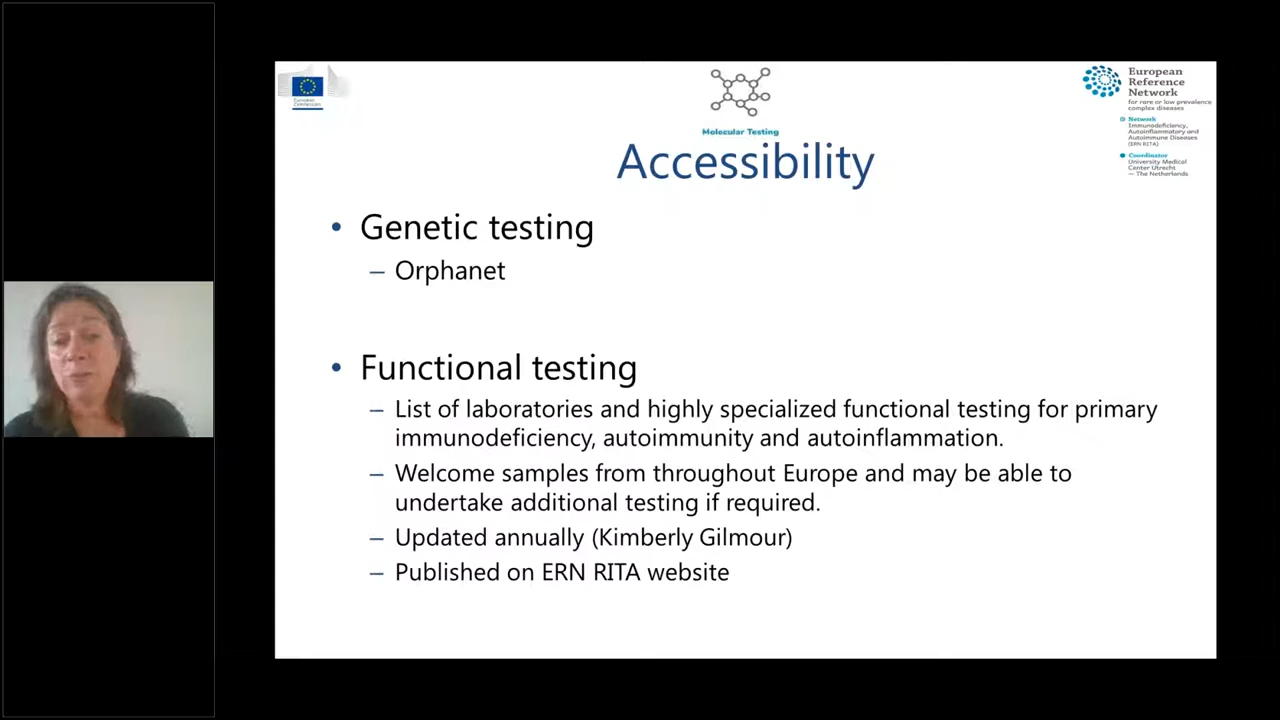 European
Commission
Molecular Testing
European
Reference
Network
for rare or low prevalence
complex diseases
Network
Immunodeficiency,
Autoinflammatory and
Autoimmune Diseases
(ERN RITA)
Coordinator
University Medical
Center Utrecht
— The Netherlands
Accessibility
• Genetic testing
– Orphanet
• Functional testing
– List of laboratories and highly specialized functional testing for primary
immunodeficiency, autoimmunity and autoinflammation.
– Welcome samples from throughout Europe and may be able to
undertake additional testing if required.
– Updated annually (Kimberly Gilmour)
– Published on ERN RITA website